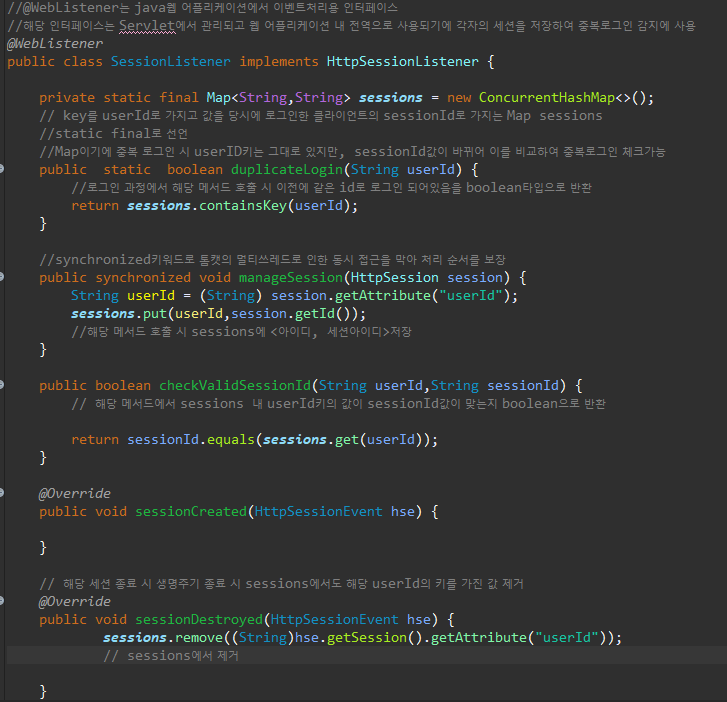 //@WebListener는 java웹 어플리케이션에서 이벤트처리용 인터페이스
//해당 인터페이스는 Servlet에서 관리되고 웹 어플리케이션 내 전역으로 사용되기에 각자의 세션을 저장하여 중복로그인 감지에 사용
@WebListener
public class SessionListener implements HttpSessionListener {
private static final Map<String,String> sessions = new ConcurrentHashMap<>();
// key를 userId로 가지고 값을 당시에 로그인한 클라이언트의 sessionId로 가지는 Map sessions
//static final로 선언
//Map이기에 중복 로그인 시 userID키는 그대로 있지만, sessionId값이 바뀌어 이를 비교하여 중복로그인 체크가능
public static boolean duplicateLogin(String userId) {
//로그인 과정에서 해당 메서드 호출 시 이전에 같은 id로 로그인 되어있음을 boolean타입으로 반환
return sessions.containsKey(userId);
}
//synchronized키워드로 톰캣의 멀티쓰레드로 인한 동시 접근을 막아 처리 순서를 보장
public synchronized void manageSession(HttpSession session) {
String userId = (String) session.getAttribute("userId");
sessions.put(userId,session.getId());
//해당 메서드 호출 시 sessions에 <아이디, 세션아이디>저장
}
public boolean checkValidSessionId(String userId,String sessionId) {
// 해당 메서드에서 sessions 내 userId키의 값이 sessionId값이 맞는지 boolean으로 반환
return sessionId.equals(sessions.get(userId));
}
@Override
public void sessionCreated(HttpSessionEvent hse) {
}
// 해당 세션 종료 시 생명주기 종료 시 sessions에서도 해당 userId의 키를 가진 값 제거
@Override
public void sessionDestroyed(HttpSessionEvent hse) {
sessions.remove((String)hse.getSession().getAttribute("userId"));
// sessions에서 제거
}